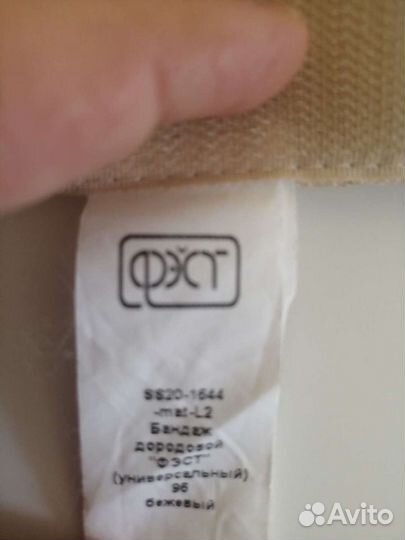 ФЭСТ
SS20-1644
-mat-L2
Бандаж
дородовой
"ФЭСТ"
(универсальный)
96
бежевый
Avito